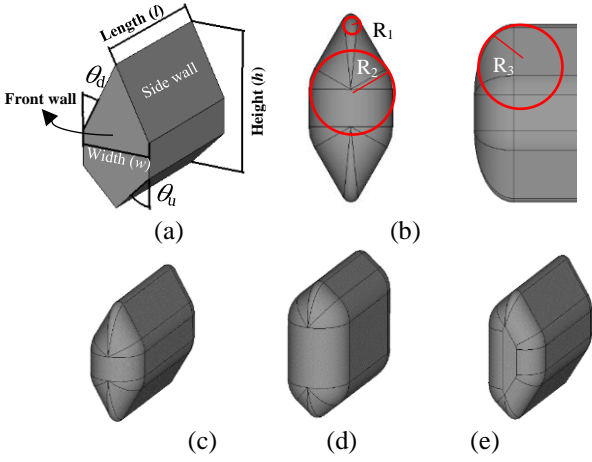 Length (l)
θd
Side wall
Front wall
Height (h)
Width (w)
θu
(a)
R1
R2
R3
(b)
(c)
(d)
(e)